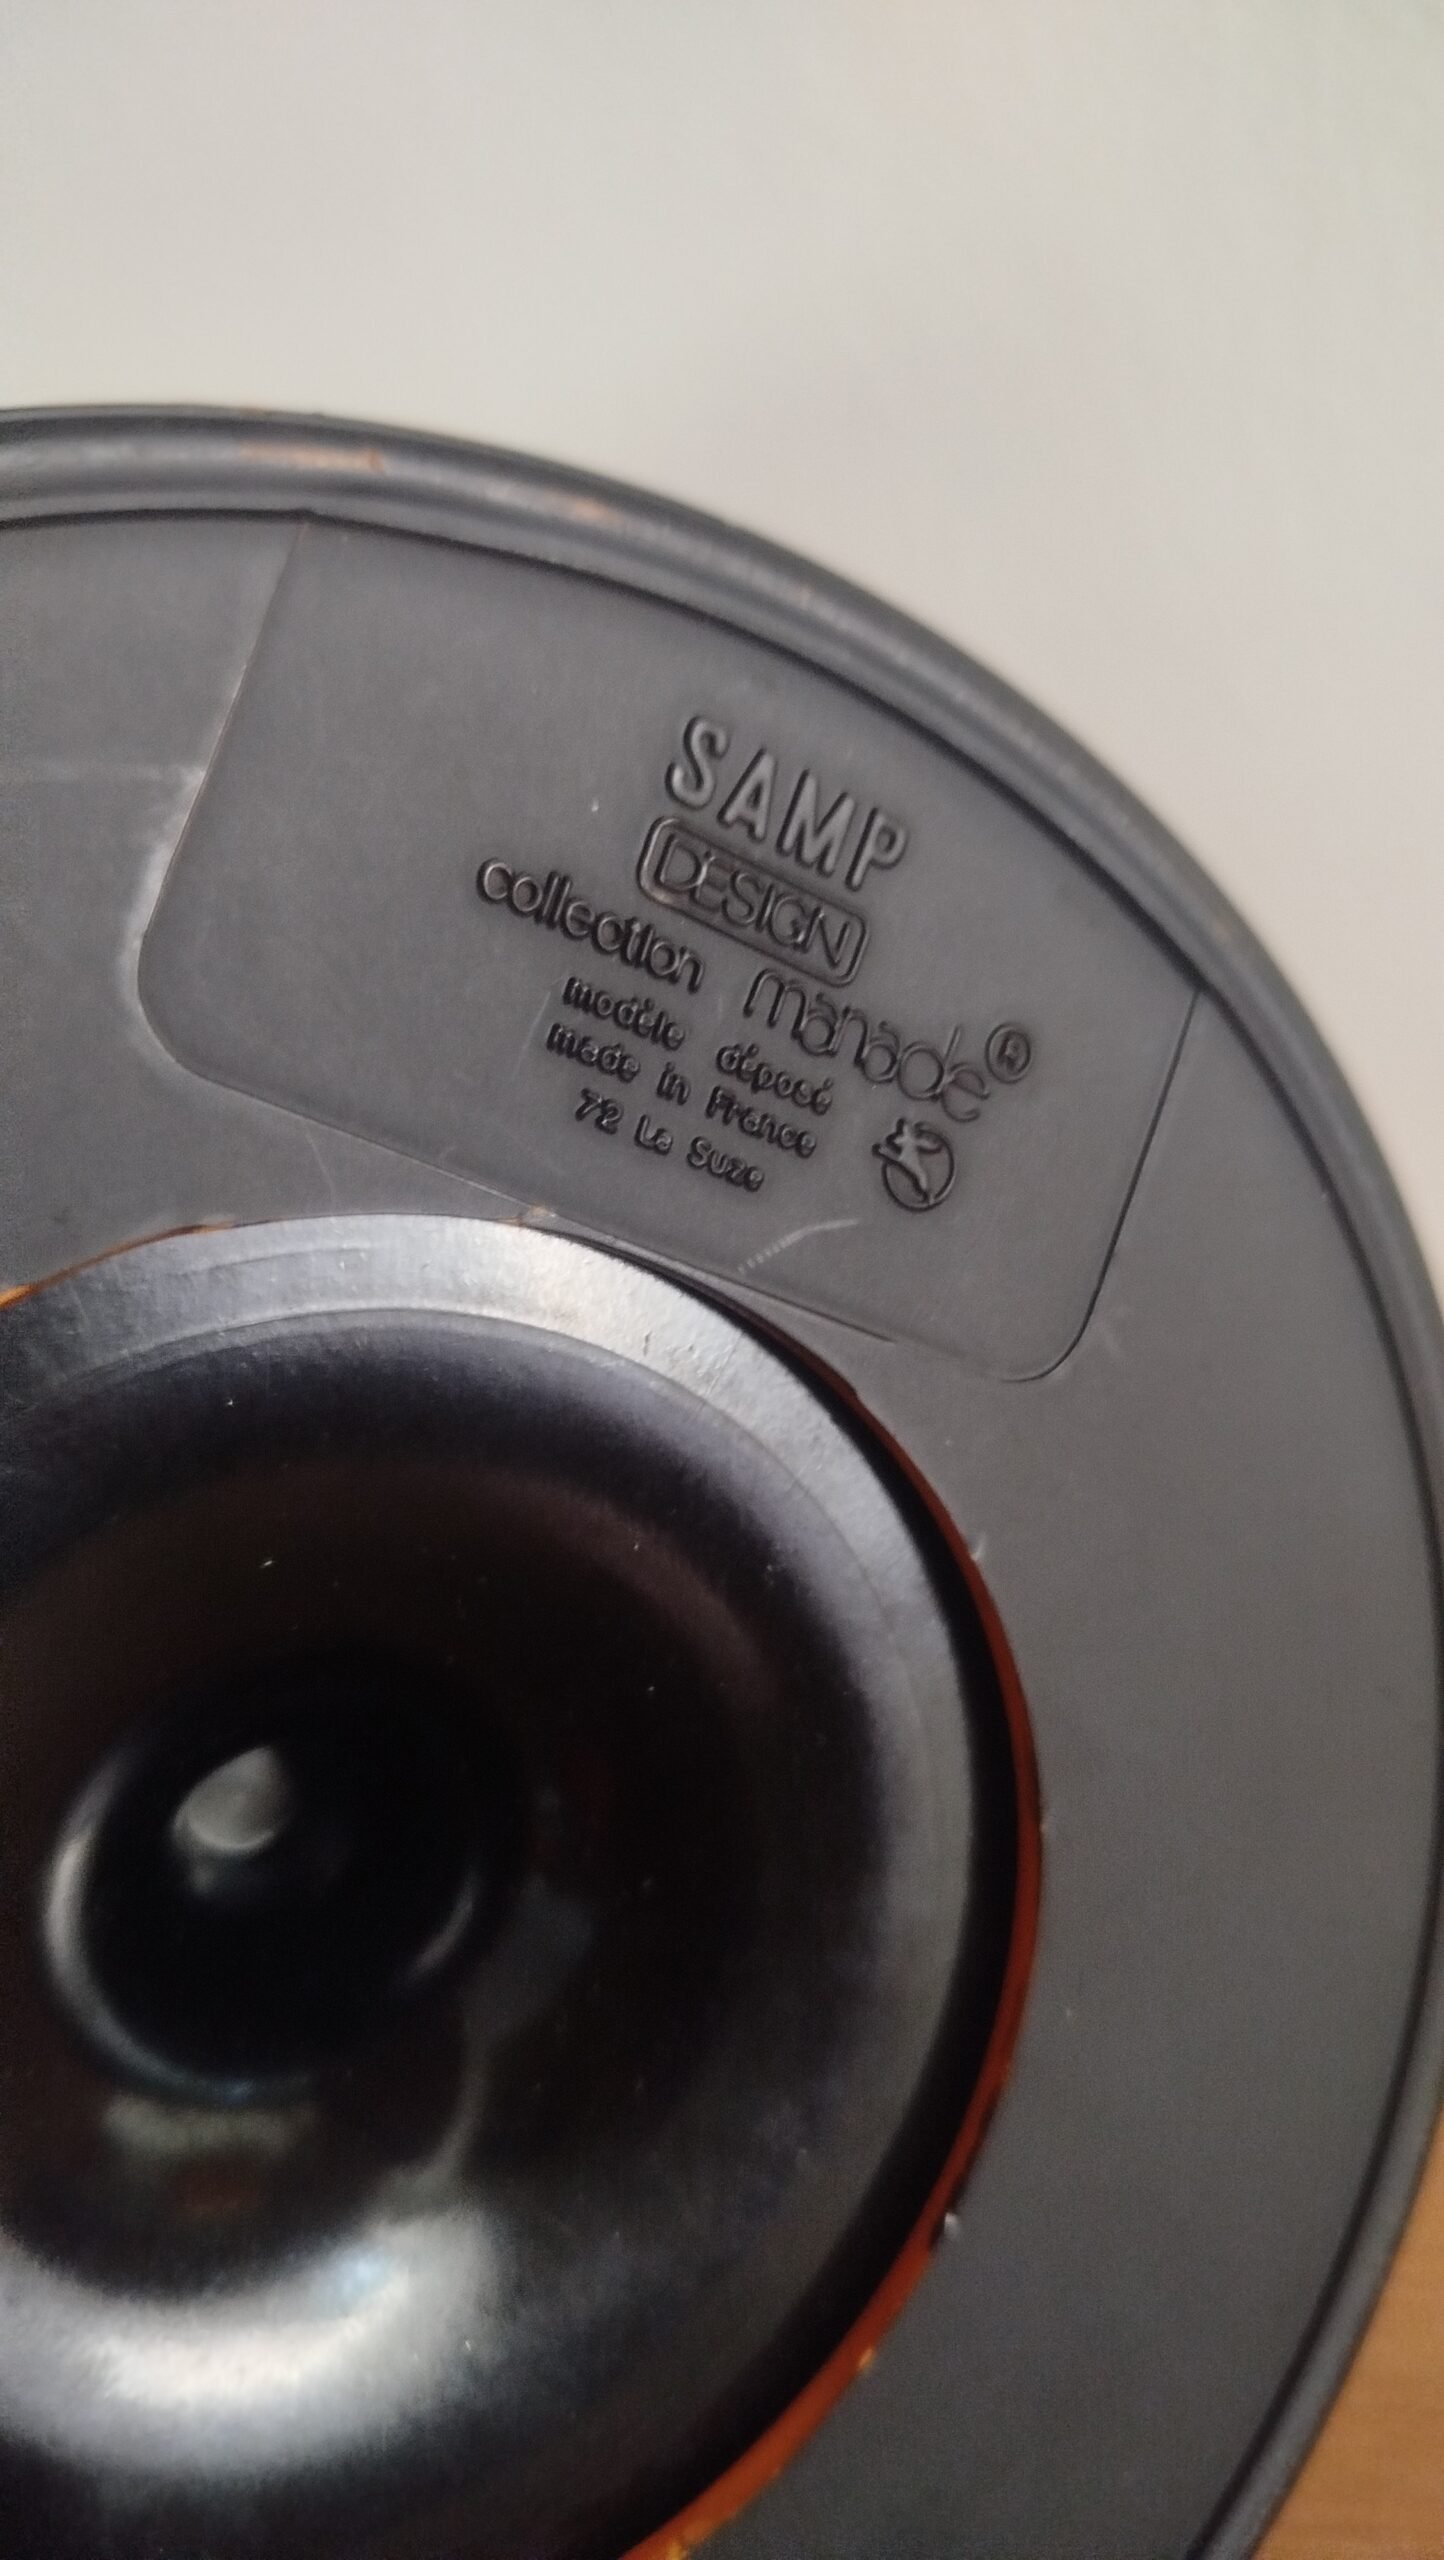 SAMP
DESIGN
collection manade®
modèle déposé
made in France
72 La Suze